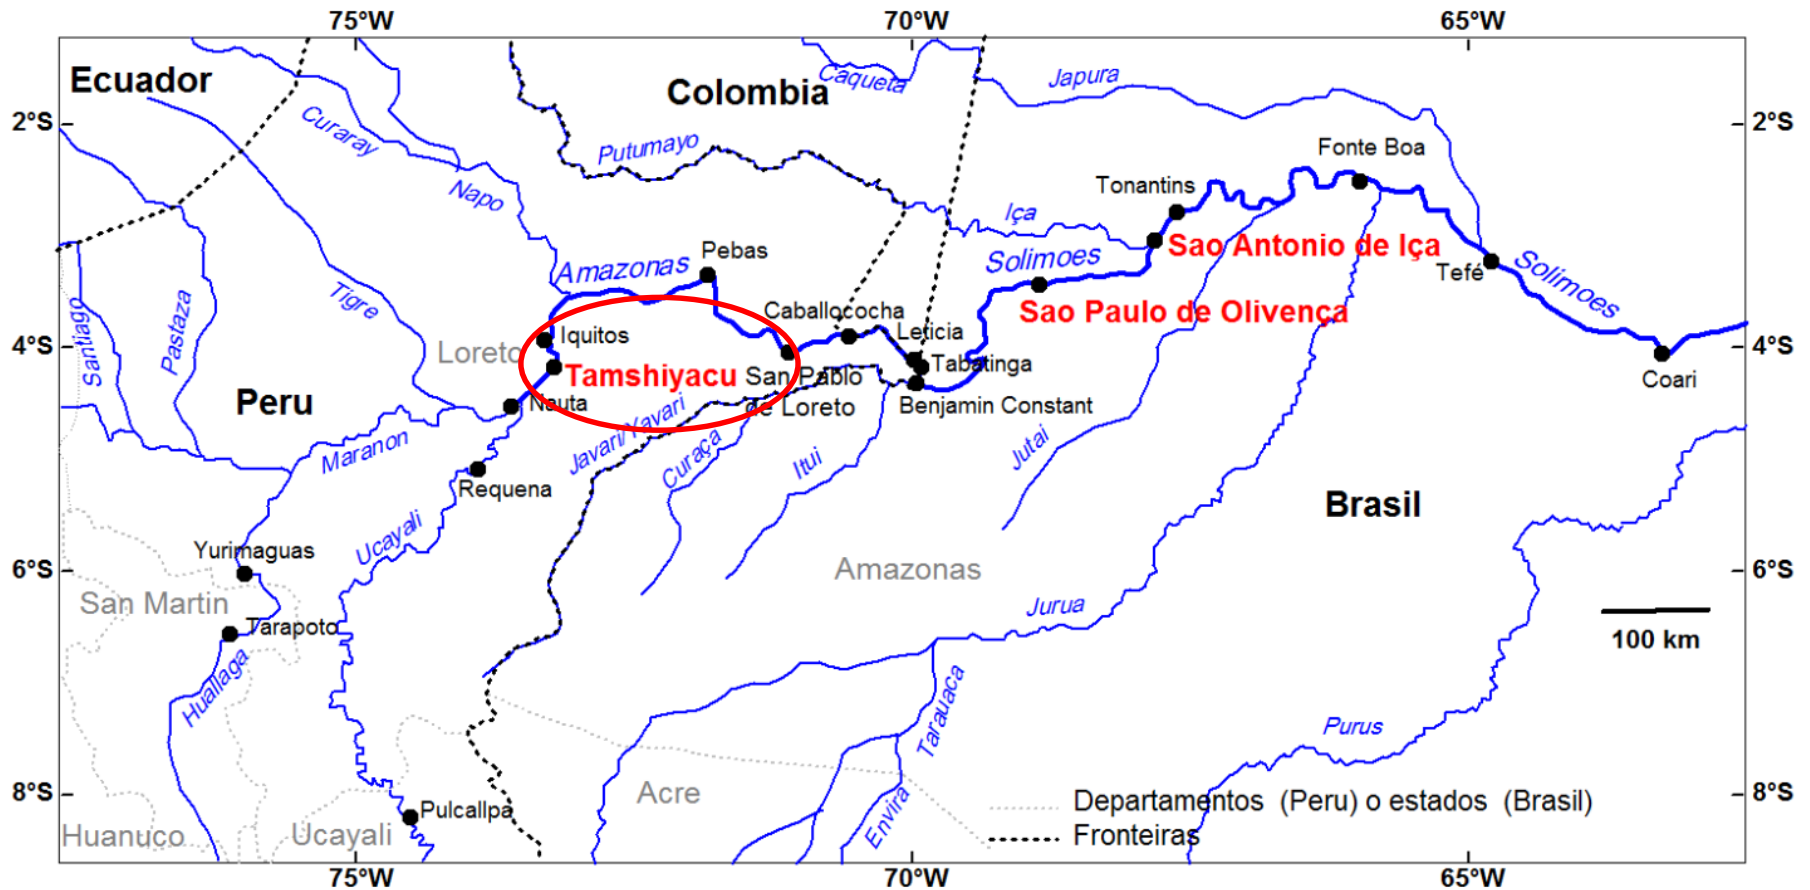 75°W
70°W
65°W
Ecuador
Colombia
Caqueta
Japura
2°S
2°S
Curaray
Putumayo
Fonte Boa
Napo
Tonantins
Iça
Pebas
Sao Antonio de Iça
Amazonas
Solimoes
Tefé
Solimoes
Tigre
Santiago
Pastaza
Caballococha
Sao Paulo de Olivença
Iquitos
Leticia
4°S
4°S
Loreto
Tamshiyacu
San Pablo
de Loreto
Tabatinga
Coari
Peru
Nauta
Benjamin Constant
Javari/Yavari
Maranon
Curaça
Itui
Jutai
Requena
Brasil
Ucayali
Yurimaguas
6°S
6°S
Amazonas
San Martin
Jurua
Tarapoto
100 km
Huallaga
Tarauaca
Purus
8°S
8°S
Acre
Departamentos (Peru) o estados (Brasil)
Pulcallpa
Envira
Huanuco
Ucayali
Fronteiras
75°W
70°W
65°W